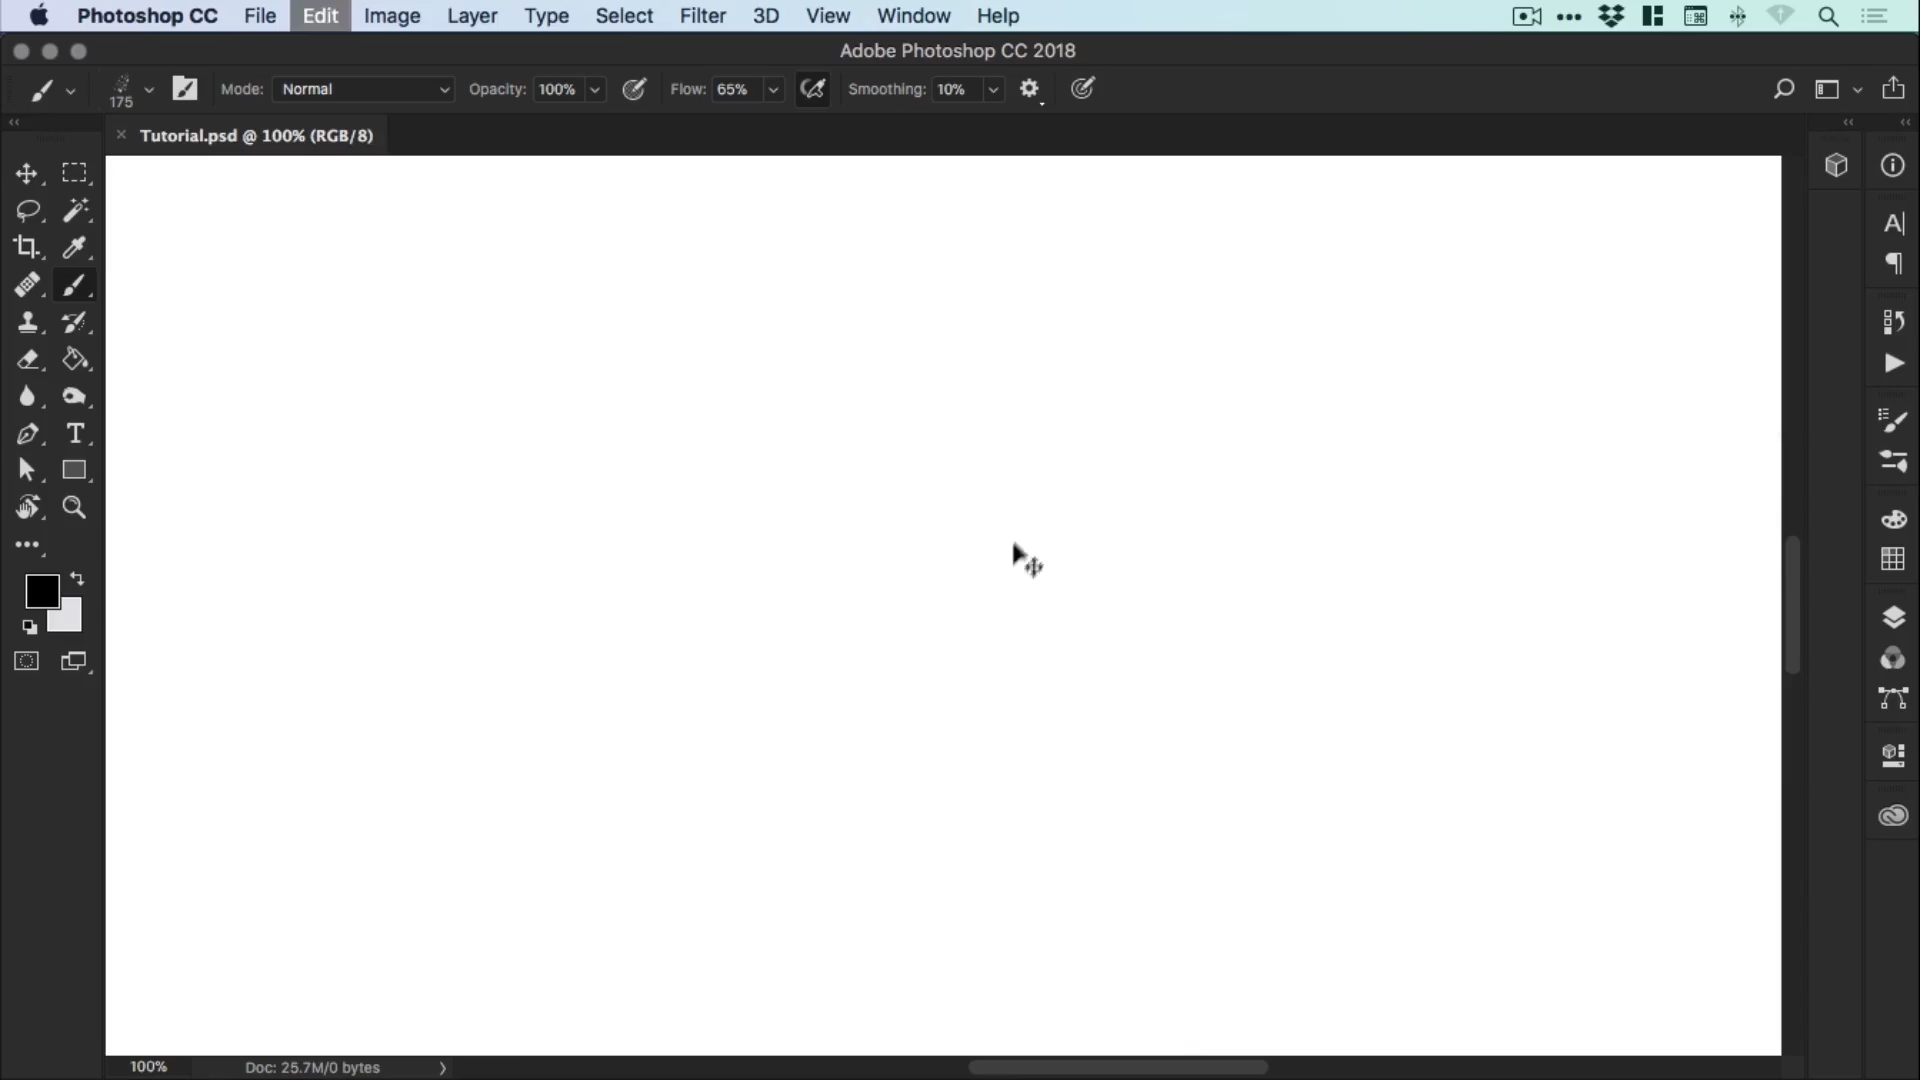 Photoshop CC File Edit Image Layer Type Select Filter 3D View Window Help
Adobe Photoshop CC 2018
175 Mode: Normal Opacity: 100% Flow: 65% Smoothing: 10%
Tutorial.psd @ 100% (RGB/8)
100% Doc: 25.7M/0 bytes